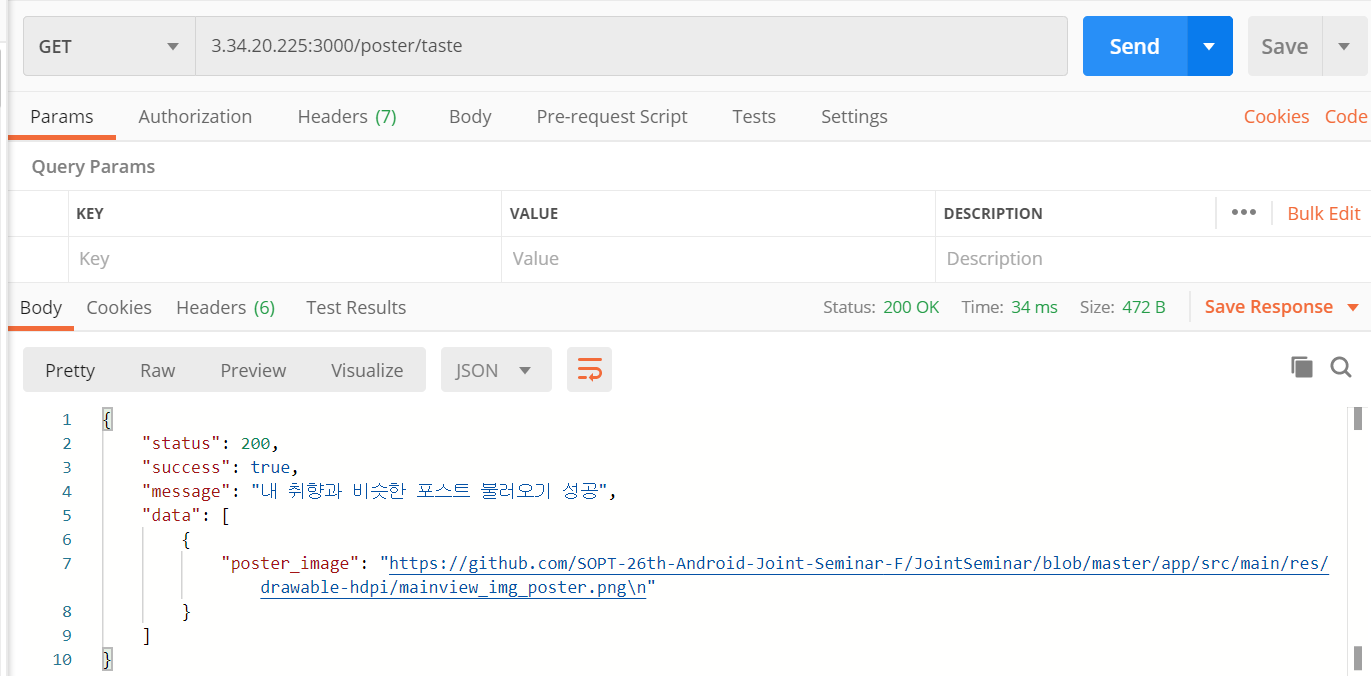 GET 3.34.20.225:3000/poster/taste Send Save
Params Authorization Headers (7) Body Pre-request Script Tests Settings Cookies Code
Query Params
KEY VALUE DESCRIPTION ••• Bulk Edit
Key Value Description
Body Cookies Headers (6) Test Results Status: 200 OK Time: 34 ms Size: 472 B Save Response
Pretty Raw Preview Visualize JSON
1 {
2 "status": 200,
3 "success": true,
4 "message": "내 취향과 비슷한 포스트 불러오기 성공",
5 "data": [
6 {
7 "poster_image": "https://github.com/SOPT-26th-Android-Joint-Seminar-F/JointSeminar/blob/master/app/src/main/res/
drawable-hdpi/mainview_img_poster.png\n"
8 }
9 ]
10 }